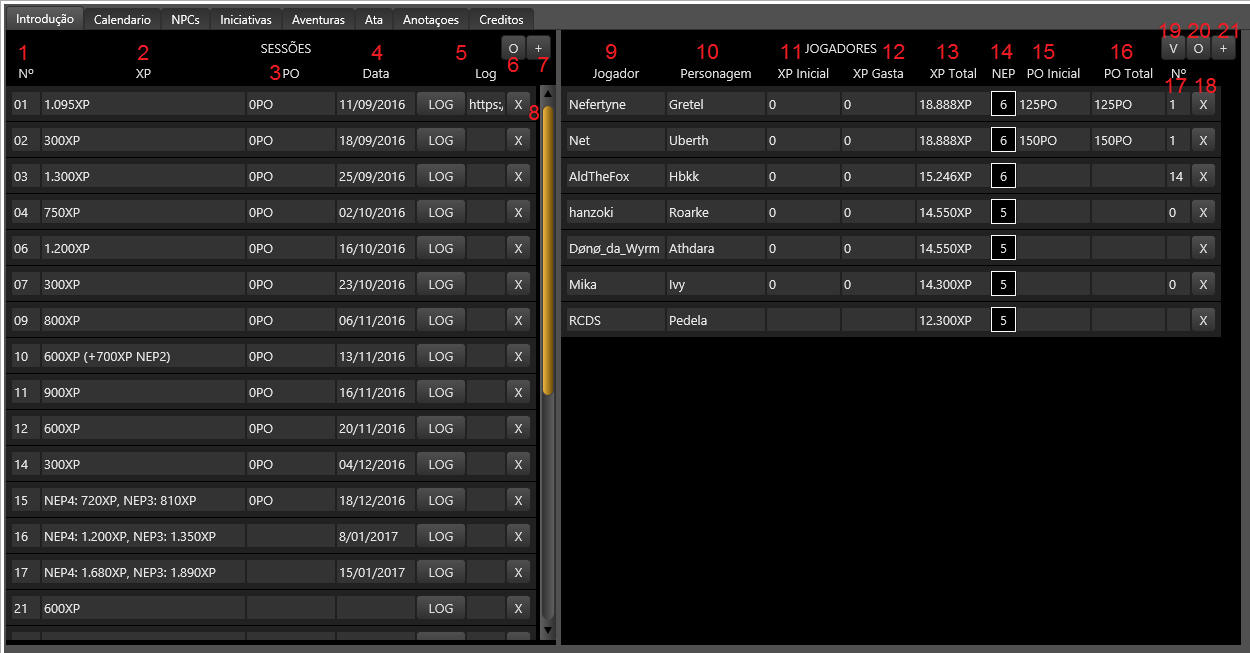 Introdução Calendario NPCs Iniciativas Aventuras Ata Anotaçoes Creditos
1 2 SESSÕES 4 5 O +
3 6 7
Nº XP PO Data Log
8
01 1.095XP 0PO 11/09/2016 LOG https:, X
02 300XP 0PO 18/09/2016 LOG X
03 1.300XP 0PO 25/09/2016 LOG X
04 750XP 0PO 02/10/2016 LOG X
06 1.200XP 0PO 16/10/2016 LOG X
07 300XP 0PO 23/10/2016 LOG X
09 800XP 0PO 06/11/2016 LOG X
10 600XP (+700XP NEP2) 0PO 13/11/2016 LOG X
11 900XP 0PO 16/11/2016 LOG X
12 600XP 0PO 20/11/2016 LOG X
14 300XP 0PO 04/12/2016 LOG X
15 NEP4: 720XP, NEP3: 810XP 0PO 18/12/2016 LOG X
16 NEP4: 1.200XP, NEP3: 1.350XP 8/01/2017 LOG X
17 NEP4: 1.680XP, NEP3: 1.890XP 15/01/2017 LOG X
21 600XP LOG X
19 20 21
9 10 11 JOGADORES 12 13 14 15 16 V O +
Jogador Personagem XP Inicial XP Gasta XP Total NEP PO Inicial PO Total Nº
17 18
Nefertyne Gretel 0 0 18.888XP 6 125PO 125PO 1 X
Net Uberth 0 0 18.888XP 6 150PO 150PO 1 X
AldTheFox Hbkk 0 0 15.246XP 6 14 X
hanzoki Roarke 0 0 14.550XP 5 0 X
Dønø_da_Wyrm Athdara 0 0 14.550XP 5 X
Mika Ivy 0 0 14.300XP 5 0 X
RCDS Pedela 12.300XP 5 X